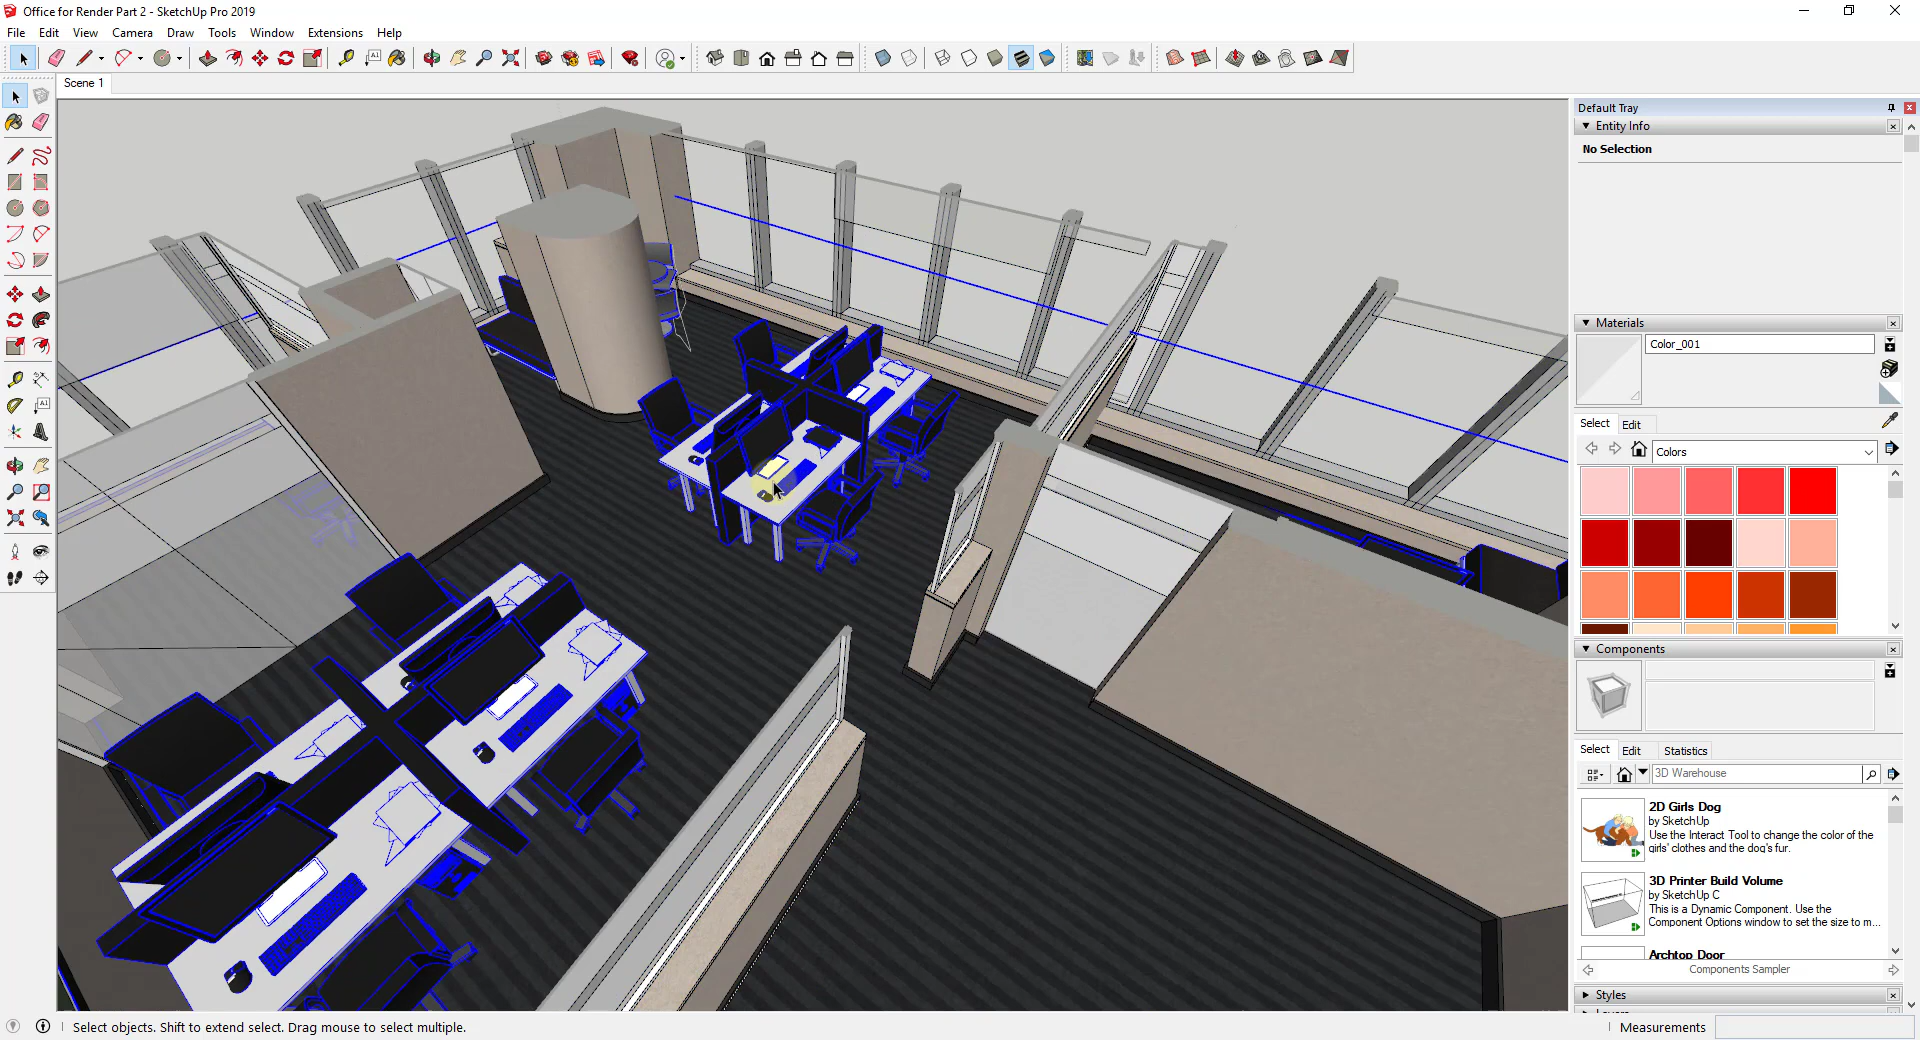 Office for Render Part 2 - SketchUp Pro 2019
File Edit View Camera Draw Tools Window Extensions Help
Scene 1
Default Tray
Entity Info
No Selection
Materials
Color_001
Select Edit
Colors
Components
Select Edit Statistics
3D Warehouse
2D Girls Dog
by SketchUp
Use the Interact Tool to change the color of the
girls' clothes and the dog's fur.
3D Printer Build Volume
by SketchUp C
This is a Dynamic Component. Use the
Component Options window to set the size to m...
Archtop Door
Components Sampler
Styles
Select objects. Shift to extend select. Drag mouse to select multiple.
Measurements